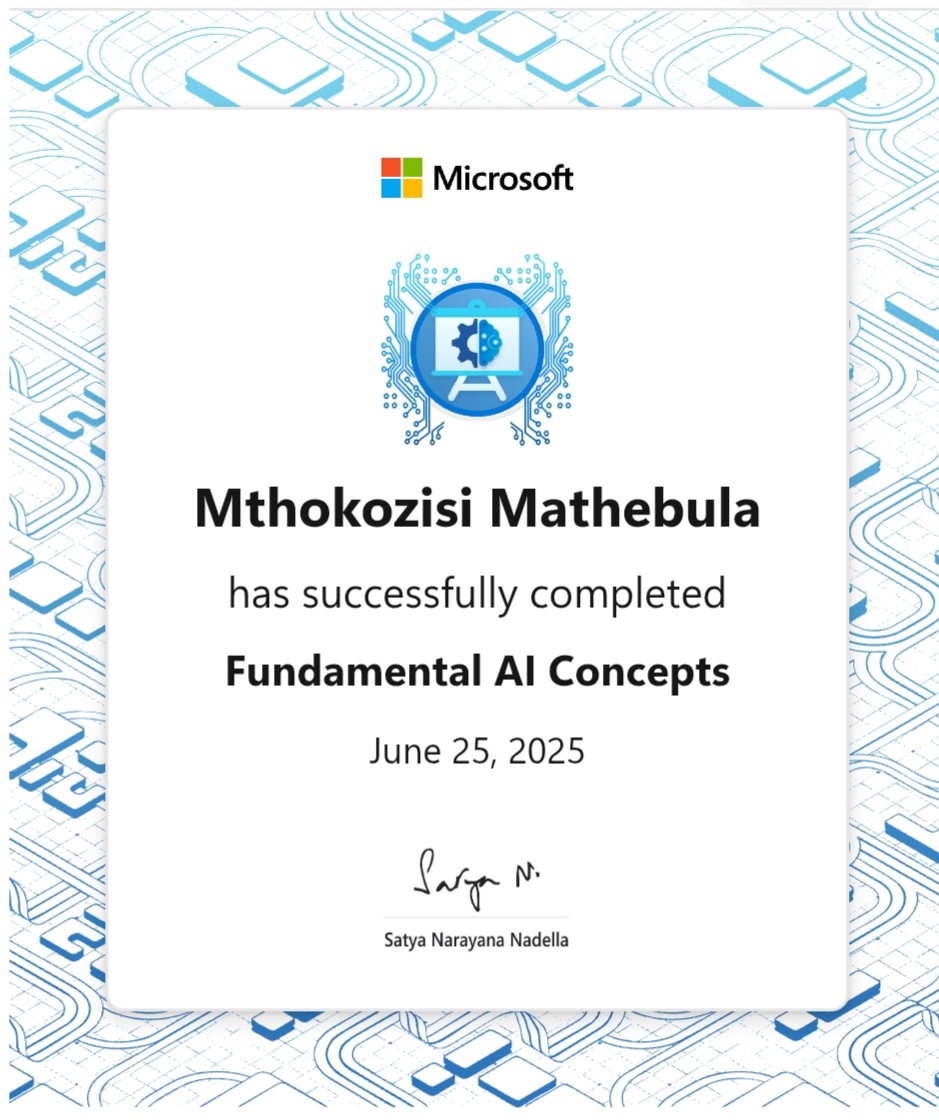 Microsoft
Mthokozisi Mathebula
has successfully completed
Fundamental AI Concepts
June 25, 2025
Satya N.
Satya Narayana Nadella